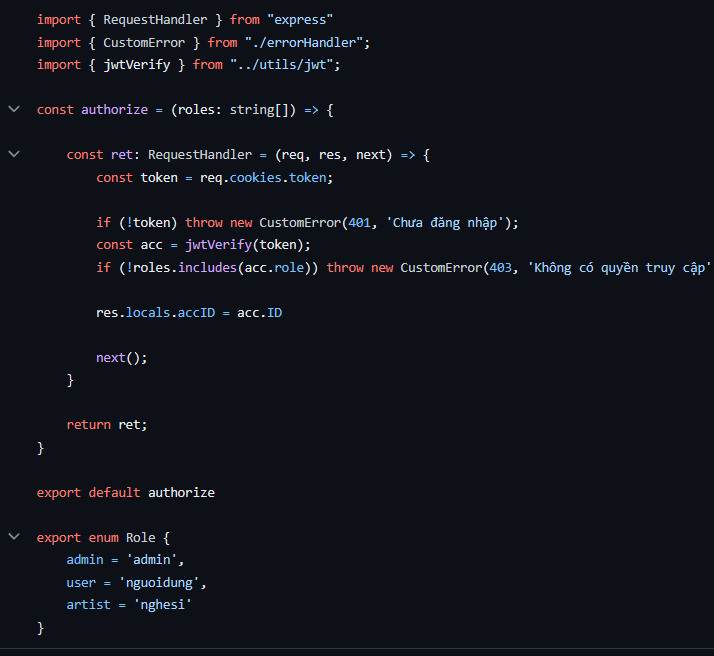 import { RequestHandler } from "express"
import { CustomError } from "./errorHandler";
import { jwtVerify } from "../utils/jwt";
const authorize = (roles: string[]) => {
const ret: RequestHandler = (req, res, next) => {
const token = req.cookies.token;
if (!token) throw new CustomError(401, 'Chưa đăng nhập');
const acc = jwtVerify(token);
if (!roles.includes(acc.role)) throw new CustomError(403, 'Không có quyền truy cập'
res.locals.accID = acc.ID
next();
}
return ret;
}
export default authorize
export enum Role {
admin = 'admin',
user = 'nguoidung',
artist = 'nghesi'
}